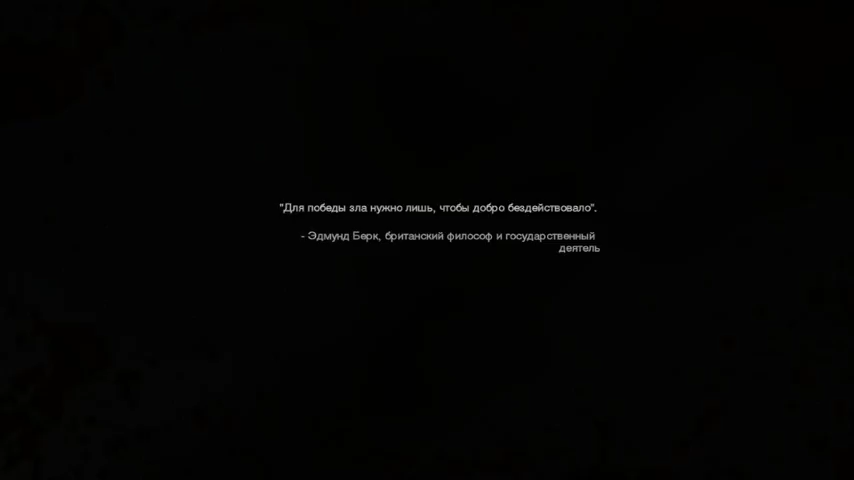 "Для победы зла нужно лишь, чтобы добро бездействовало".
- Эдмунд Берк, британский философ и государственный
деятель